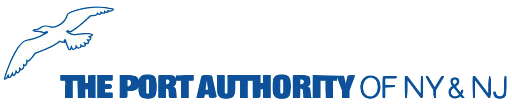 THE PORT AUTHORITY OF NY & NJ